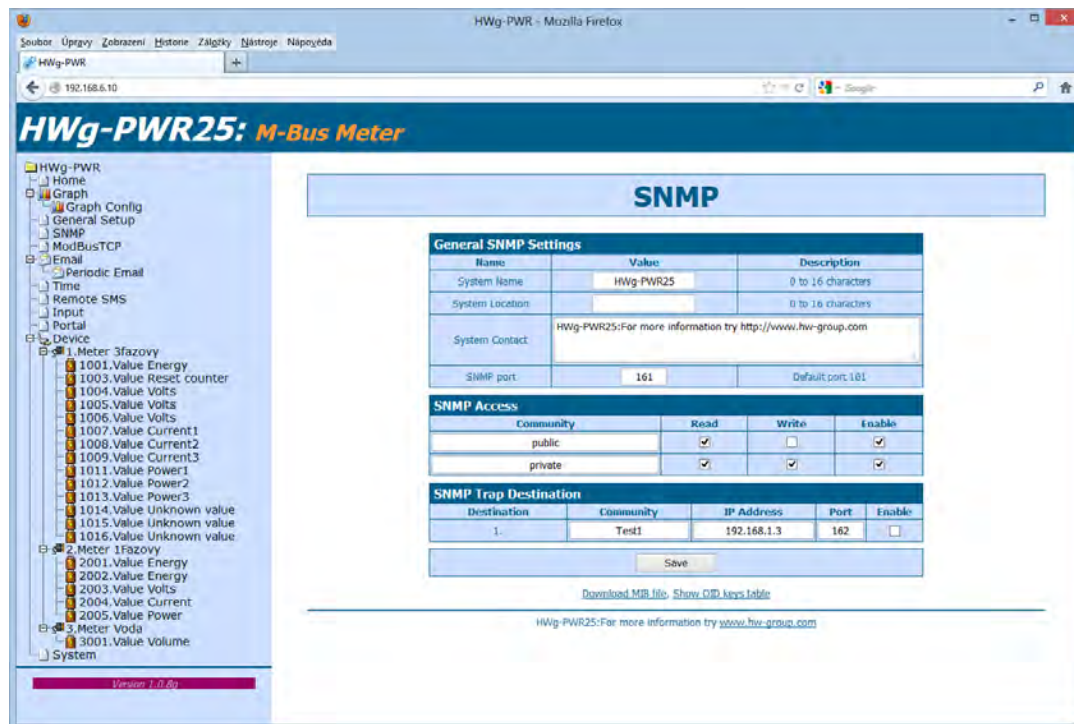 HWg-PWR - Mozilla Firefox
Soubor Úpravy Zobrazení Historie Záložky Nástroje Nápověda
HWg-PWR +
192.168.6.10 Google
HWg-PWR25: M-Bus Meter
HWg-PWR
Home
Graph
Graph Config
General Setup
SNMP
ModBusTCP
Email
Periodic Email
Time
Remote SMS
Input
Portal
Device
1.Meter 3fazovy
1001.Value Energy
1003.Value Reset counter
1004.Value Volts
1005.Value Volts
1006.Value Volts
1007.Value Current1
1008.Value Current2
1009.Value Current3
1011.Value Power1
1012.Value Power2
1013.Value Power3
1014.Value Unknown value
1015.Value Unknown value
1016.Value Unknown value
2.Meter 1Fazovy
2001.Value Energy
2002.Value Energy
2003.Value Volts
2004.Value Current
2005.Value Power
3.Meter Voda
3001.Value Volume
System
Version 1.0.8g
SNMP
General SNMP Settings
Name Value Description
System Name HWg-PWR25 0 to 16 characters
System Location 0 to 16 characters
System Contact HWg-PWR25:For more information try http://www.hw-group.com
SNMP port 161 Default port 161
SNMP Access
Community Read Write Enable
public
private
SNMP Trap Destination
Destination Community IP Address Port Enable
1. Test1 192.168.1.3 162
Save
Download MIB file, Show OID keys table
HWg-PWR25:For more information try www.hw-group.com